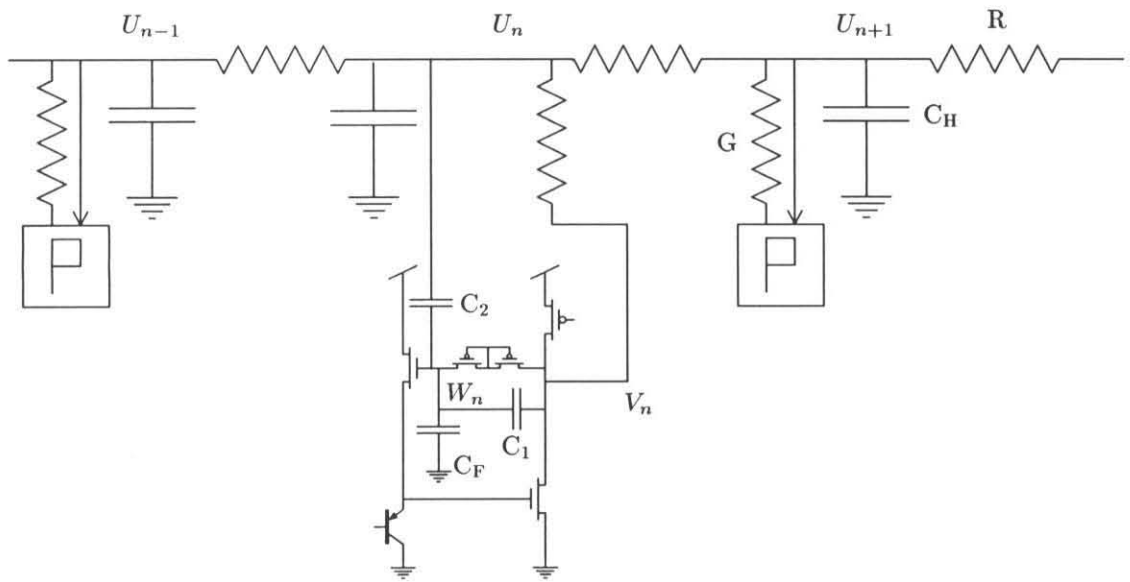 U_{n-1}
U_n
U_{n+1}
R
G
C_H
P
P
C_2
W_n
V_n
C_1
C_F